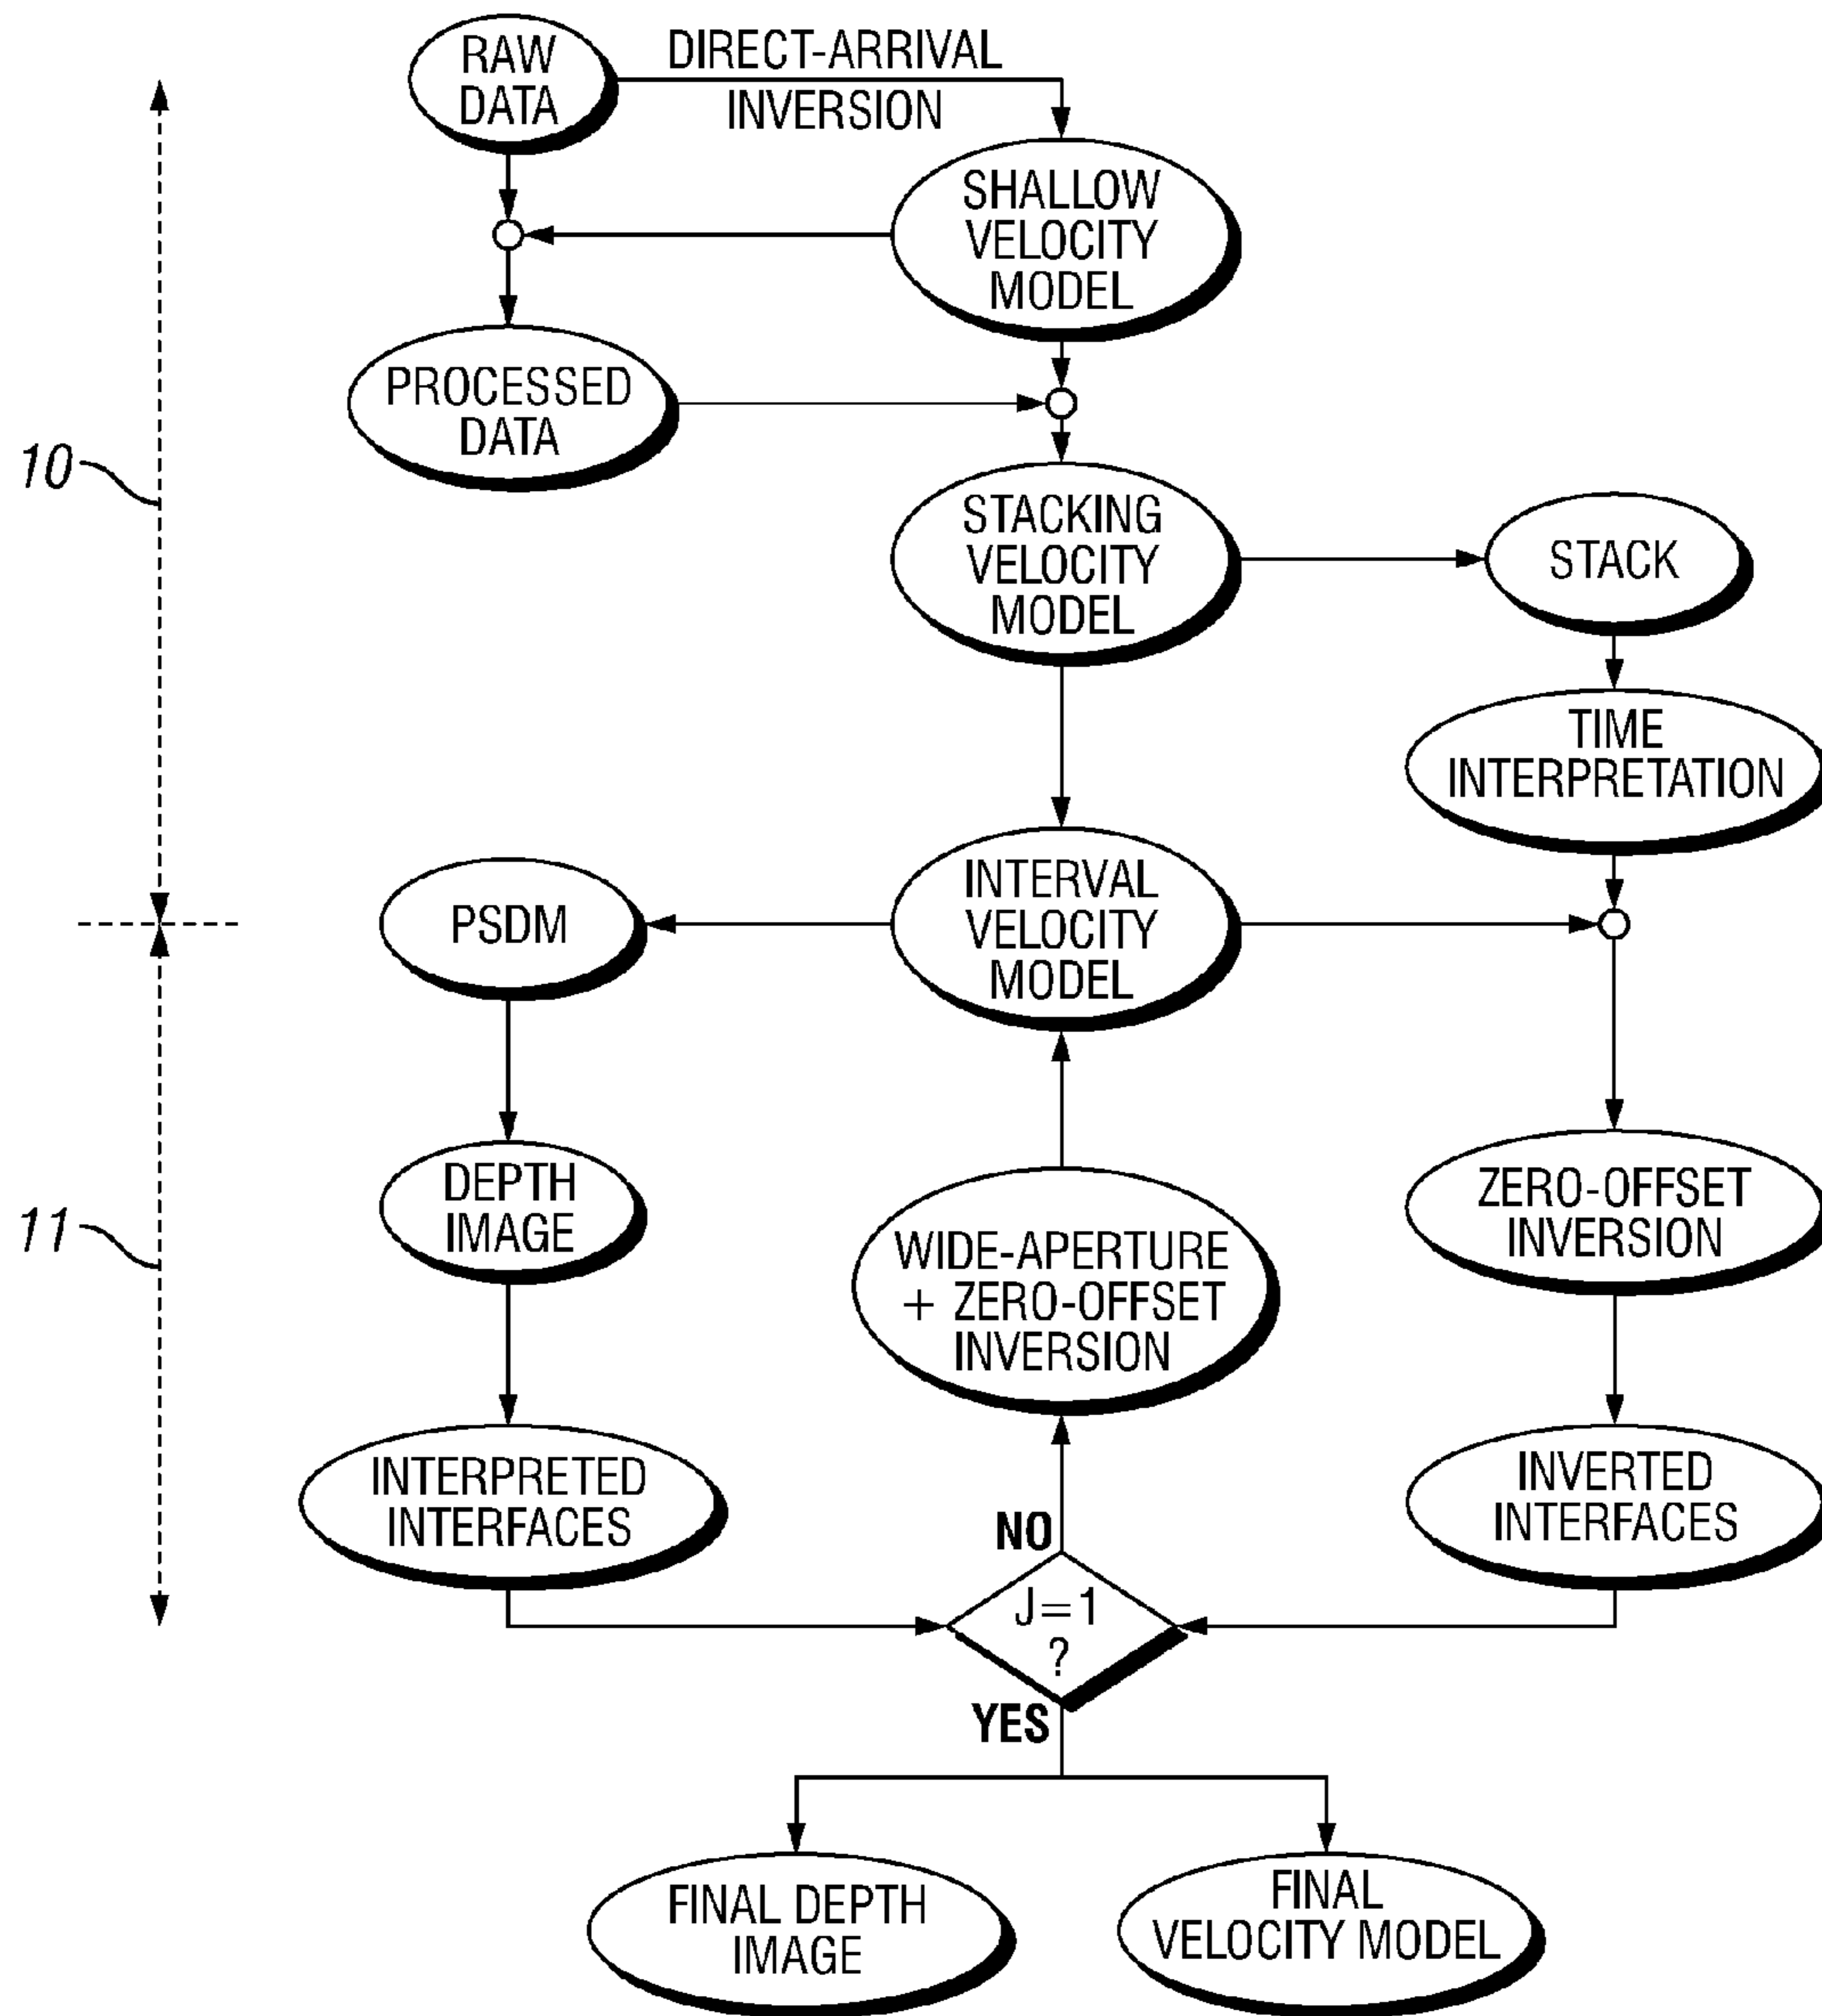 RAW
DATA
DIRECT-ARRIVAL
INVERSION
SHALLOW
VELOCITY
MODEL
PROCESSED
DATA
10
STACKING
VELOCITY
MODEL
STACK
TIME
INTERPRETATION
PSDM
INTERVAL
VELOCITY
MODEL
11
DEPTH
IMAGE
WIDE-APERTURE
+ ZERO-OFFSET
INVERSION
ZERO-OFFSET
INVERSION
INTERPRETED
INTERFACES
INVERTED
INTERFACES
NO
J=1
?
YES
FINAL DEPTH
IMAGE
FINAL
VELOCITY MODEL